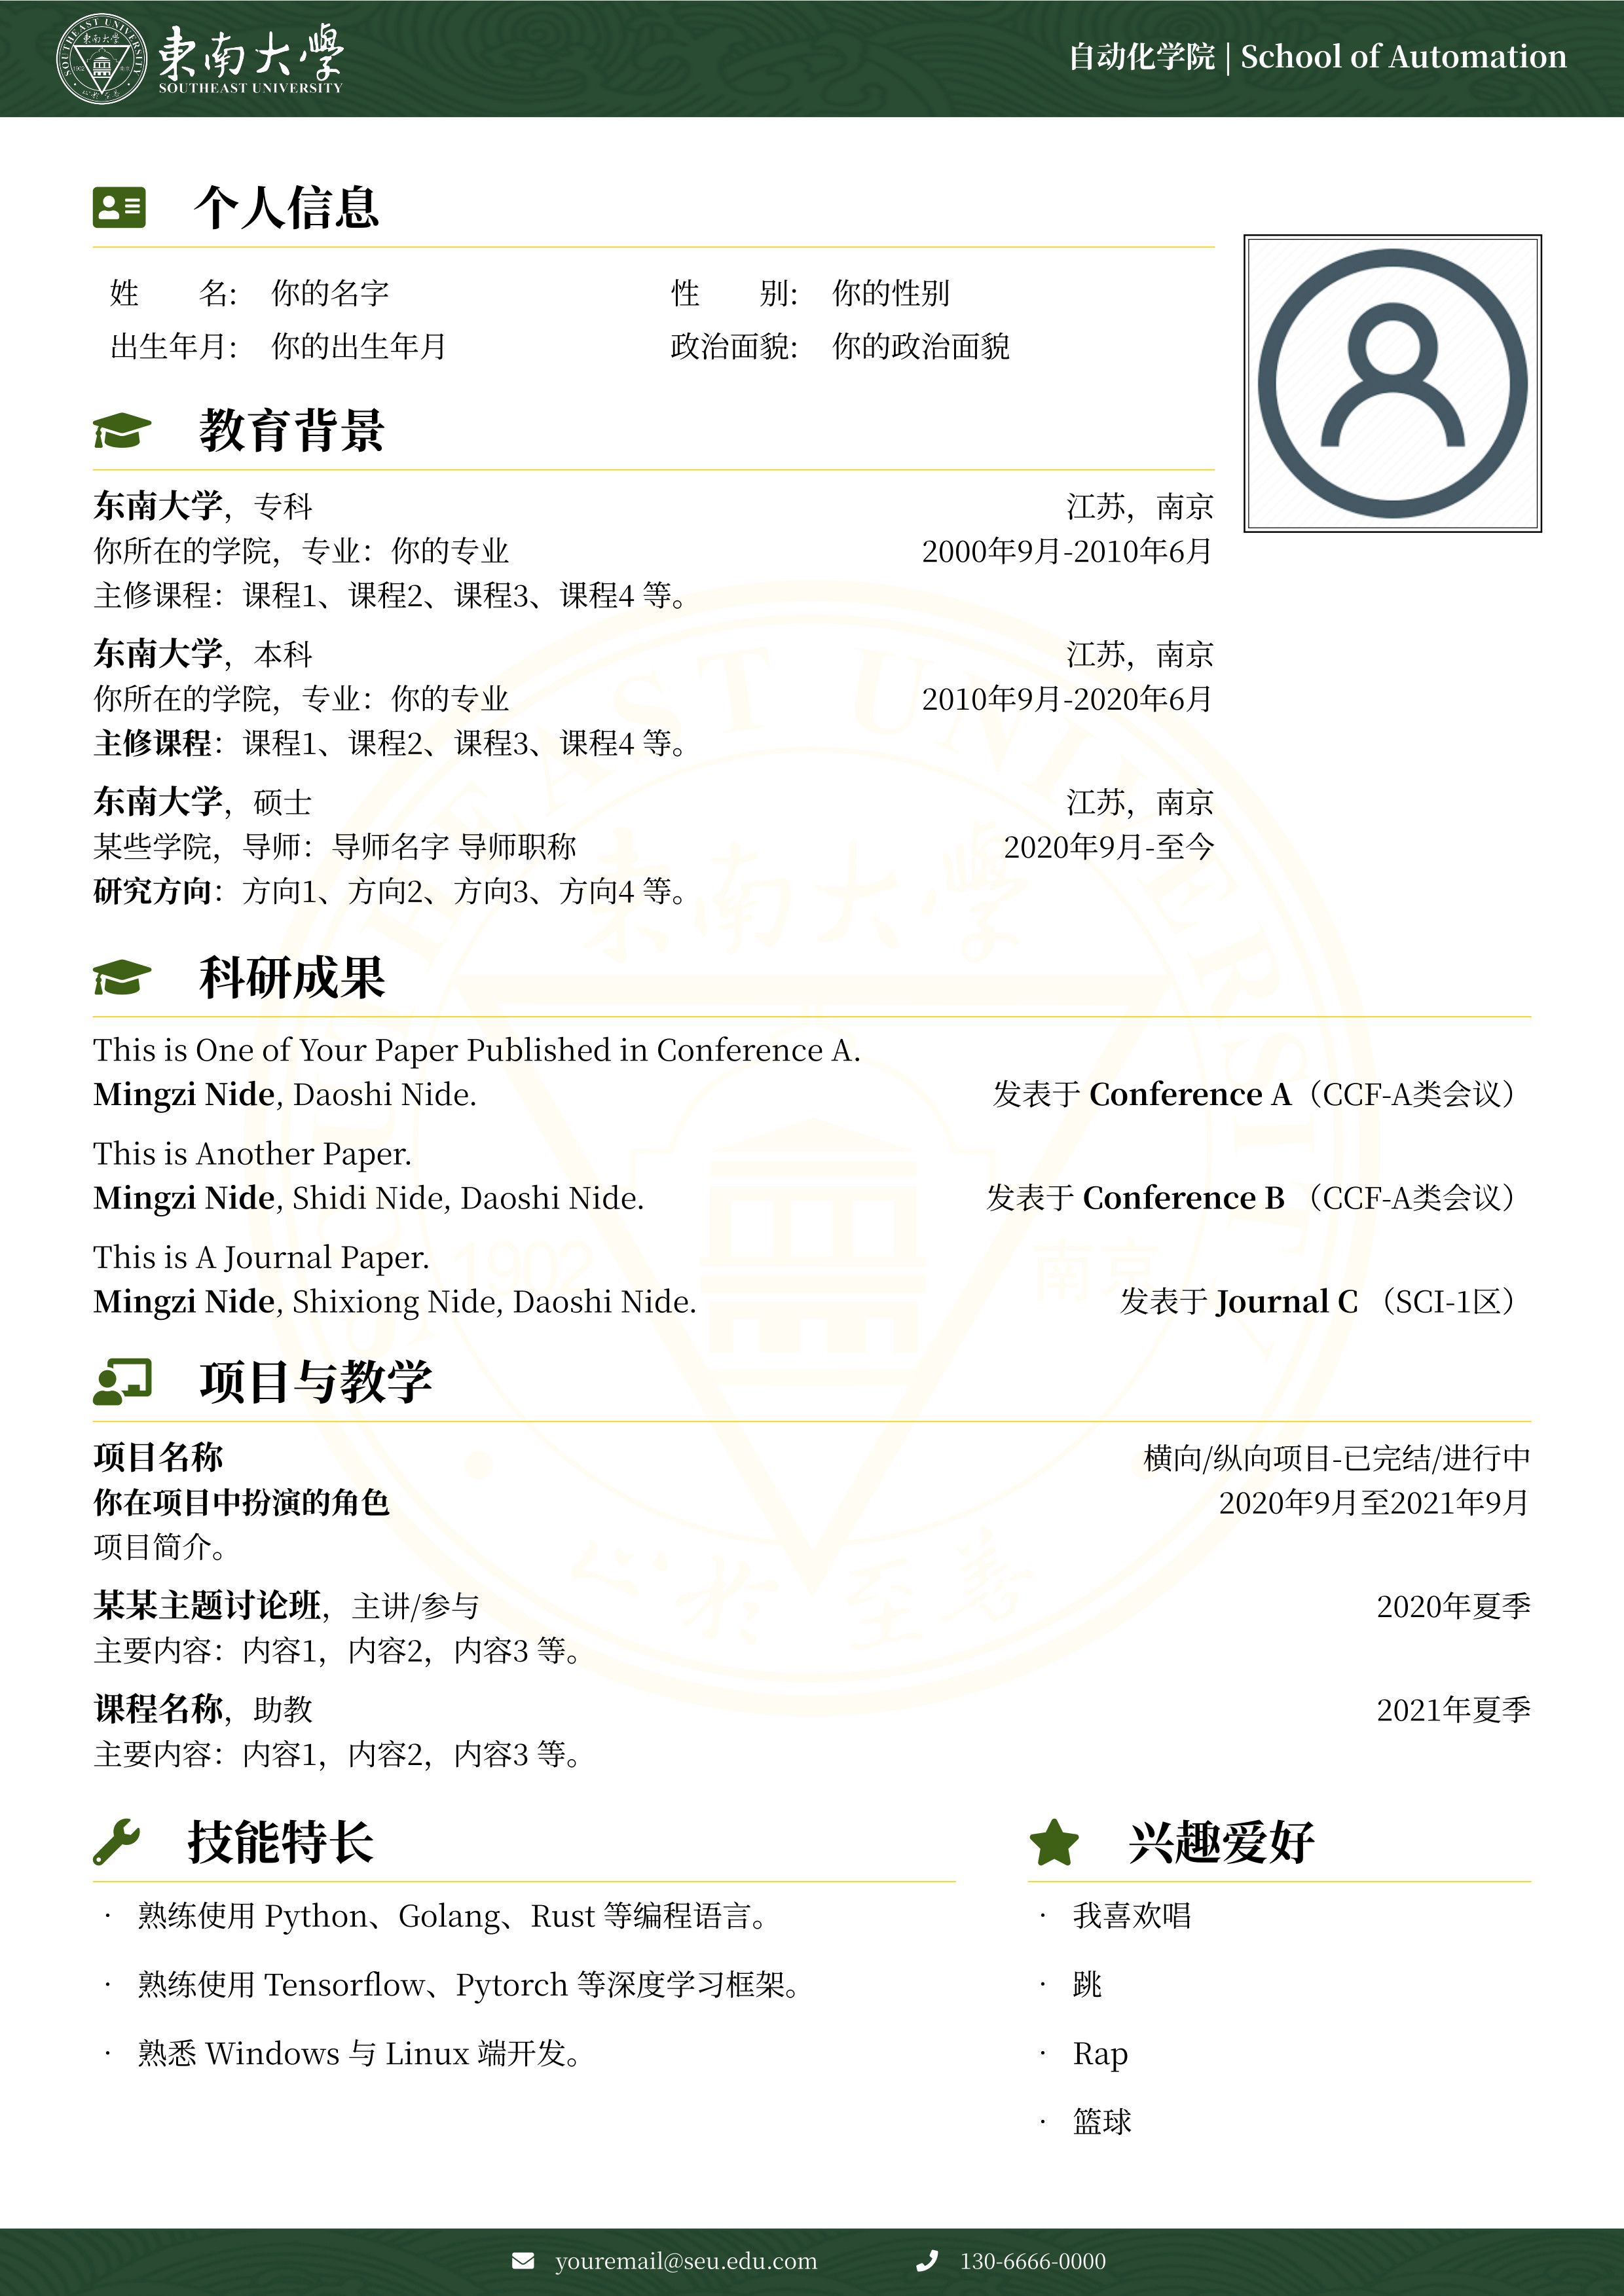 東南大學
SOUTHEAST UNIVERSITY
自动化学院 | School of Automation
个人信息
姓 名: 你的名字 性 别: 你的性别
出生年月: 你的出生年月 政治面貌: 你的政治面貌
教育背景
东南大学，专科 江苏，南京
你所在的学院，专业：你的专业 2000年9月-2010年6月
主修课程：课程1、课程2、课程3、课程4 等。
东南大学，本科 江苏，南京
你所在的学院，专业：你的专业 2010年9月-2020年6月
主修课程：课程1、课程2、课程3、课程4 等。
东南大学，硕士 江苏，南京
某些学院，导师：导师名字 导师职称 2020年9月-至今
研究方向：方向1、方向2、方向3、方向4 等。
科研成果
This is One of Your Paper Published in Conference A.
Mingzi Nide, Daoshi Nide. 发表于 Conference A（CCF-A类会议）
This is Another Paper.
Mingzi Nide, Shidi Nide, Daoshi Nide. 发表于 Conference B （CCF-A类会议）
This is A Journal Paper.
Mingzi Nide, Shixiong Nide, Daoshi Nide. 发表于 Journal C （SCI-1区）
项目与教学
项目名称 横向/纵向项目-已完结/进行中
你在项目中扮演的角色 2020年9月至2021年9月
项目简介。
某某主题讨论班，主讲/参与 2020年夏季
主要内容：内容1，内容2，内容3 等。
课程名称，助教 2021年夏季
主要内容：内容1，内容2，内容3 等。
技能特长
· 熟练使用 Python、Golang、Rust 等编程语言。
· 熟练使用 Tensorflow、Pytorch 等深度学习框架。
· 熟悉 Windows 与 Linux 端开发。
兴趣爱好
· 我喜欢唱
· 跳
· Rap
· 篮球
SOUTHEAST UNIVERSITY
東南大學
1902 南京
止於至善
youremail@seu.edu.com 130-6666-0000